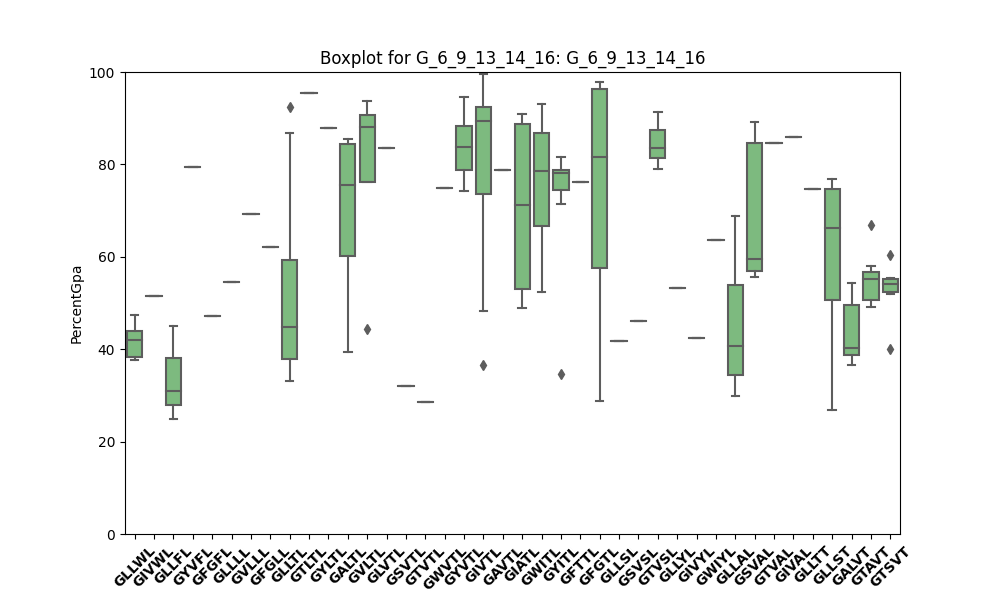 Boxplot for G_6_9_13_14_16: G_6_9_13_14_16
100
80
60
40
20
0
PercentGpa
GLLWL
GIVWL
GLLFL
GYVFL
GFGFL
GLLLL
GVLLL
GFGLL
GLLTL
GTLTL
GYLTL
GALTL
GVLTL
GLVTL
GSVTL
GTVTL
GWVTL
GYVTL
GIVTL
GAVTL
GIATL
GWITL
GYITL
GFTTL
GFGTL
GLLSL
GSVSL
GTVSL
GLLYL
GIVYL
GWIYL
GLLAL
GSVAL
GTVAL
GIVAL
GLLTT
GLLST
GALVT
GTAVT
GTSVT